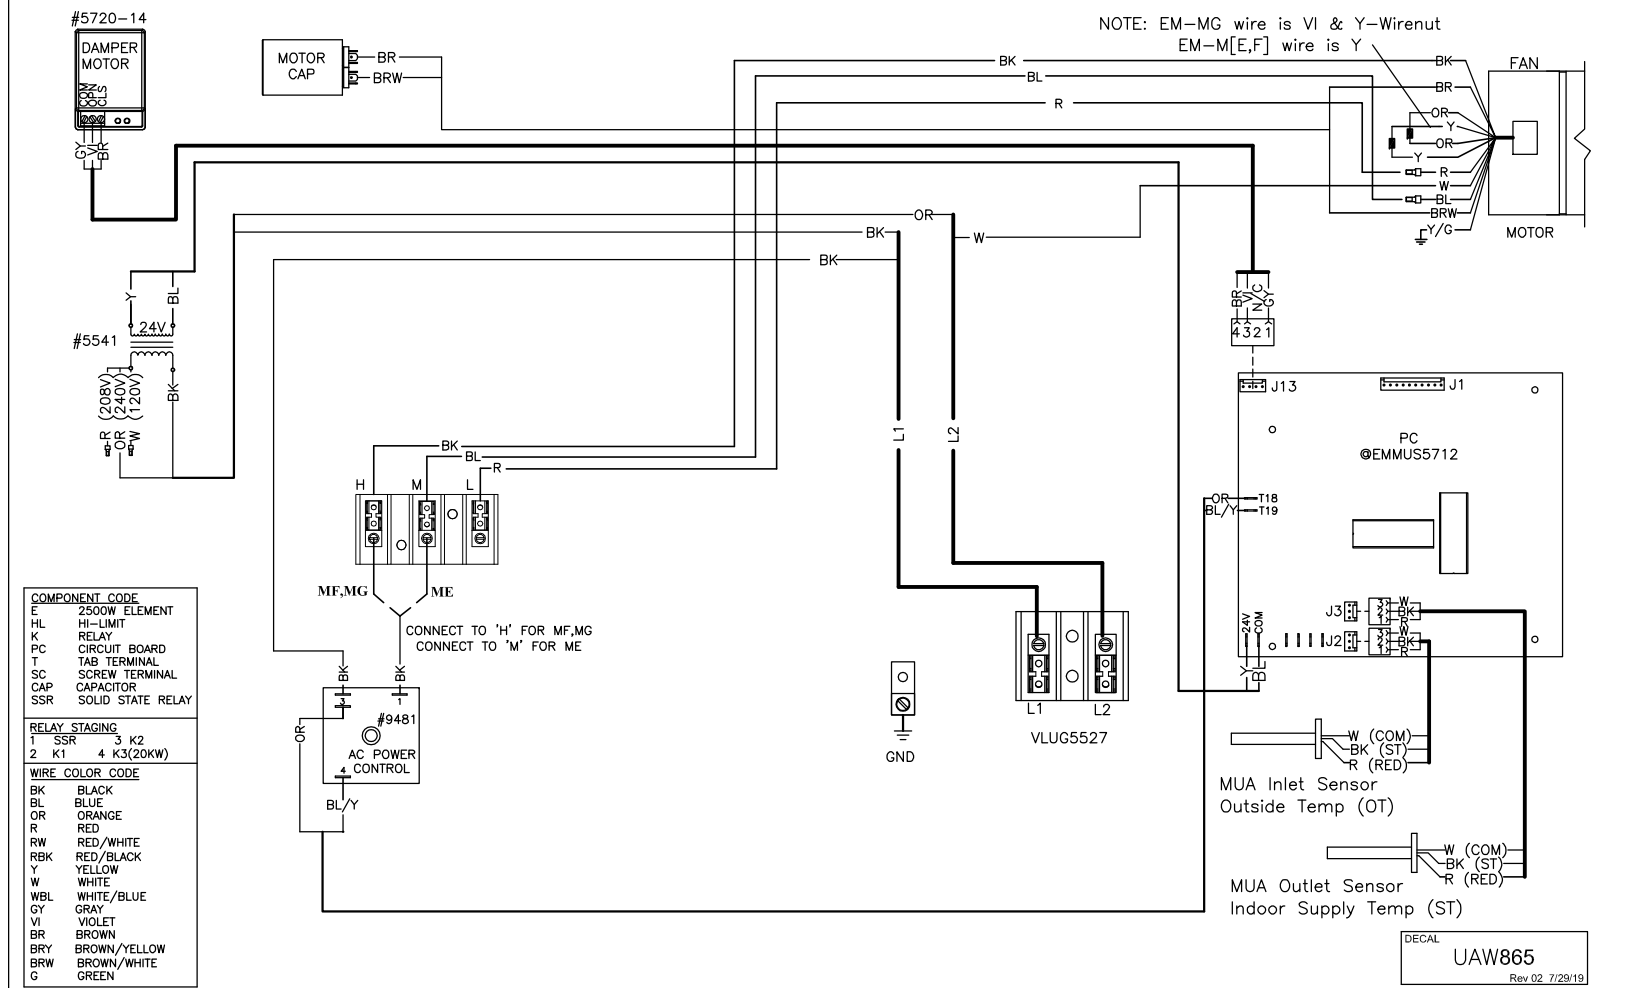 #5720-14
DAMPER
MOTOR
COM
OPN
CLS
GY
VI
BR
MOTOR
CAP
BR
BRW
NOTE: EM-MG wire is VI & Y-Wirenut
EM-M[E,F] wire is Y
BK
BL
R
BK
BR
OR
Y
OR
Y
R
W
BL
BRW
Y/G
FAN
MOTOR
OR
BK
W
BK
Y
BL
24V
#5541
R (208V)
OR (240V)
W (120V)
BK
BR
VI
N/C
GY
4321
J13
J1
PC
@EMMUS5712
L1
L2
BK
BL
R
H
M
L
OR
T18
BL/Y
T19
MF,MG
ME
CONNECT TO 'H' FOR MF,MG
CONNECT TO 'M' FOR ME
24V
COM
Y
BL
J3
3
W
2
BK
1
R
J2
3
W
2
BK
1
R
COMPONENT CODE
E 2500W ELEMENT
HL HI-LIMIT
K RELAY
PC CIRCUIT BOARD
T TAB TERMINAL
SC SCREW TERMINAL
CAP CAPACITOR
SSR SOLID STATE RELAY
RELAY STAGING
1 SSR 3 K2
2 K1 4 K3(20KW)
WIRE COLOR CODE
BK BLACK
BL BLUE
OR ORANGE
R RED
RW RED/WHITE
RBK RED/BLACK
Y YELLOW
W WHITE
WBL WHITE/BLUE
GY GRAY
VI VIOLET
BR BROWN
BRY BROWN/YELLOW
BRW BROWN/WHITE
G GREEN
BK
BK
3
1
#9481
AC POWER
CONTROL
4
OR
BL/Y
GND
L1
L2
VLUG5527
W (COM)
BK (ST)
R (RED)
MUA Inlet Sensor
Outside Temp (OT)
W (COM)
BK (ST)
R (RED)
MUA Outlet Sensor
Indoor Supply Temp (ST)
DECAL
UAW865
Rev 02 7/29/19